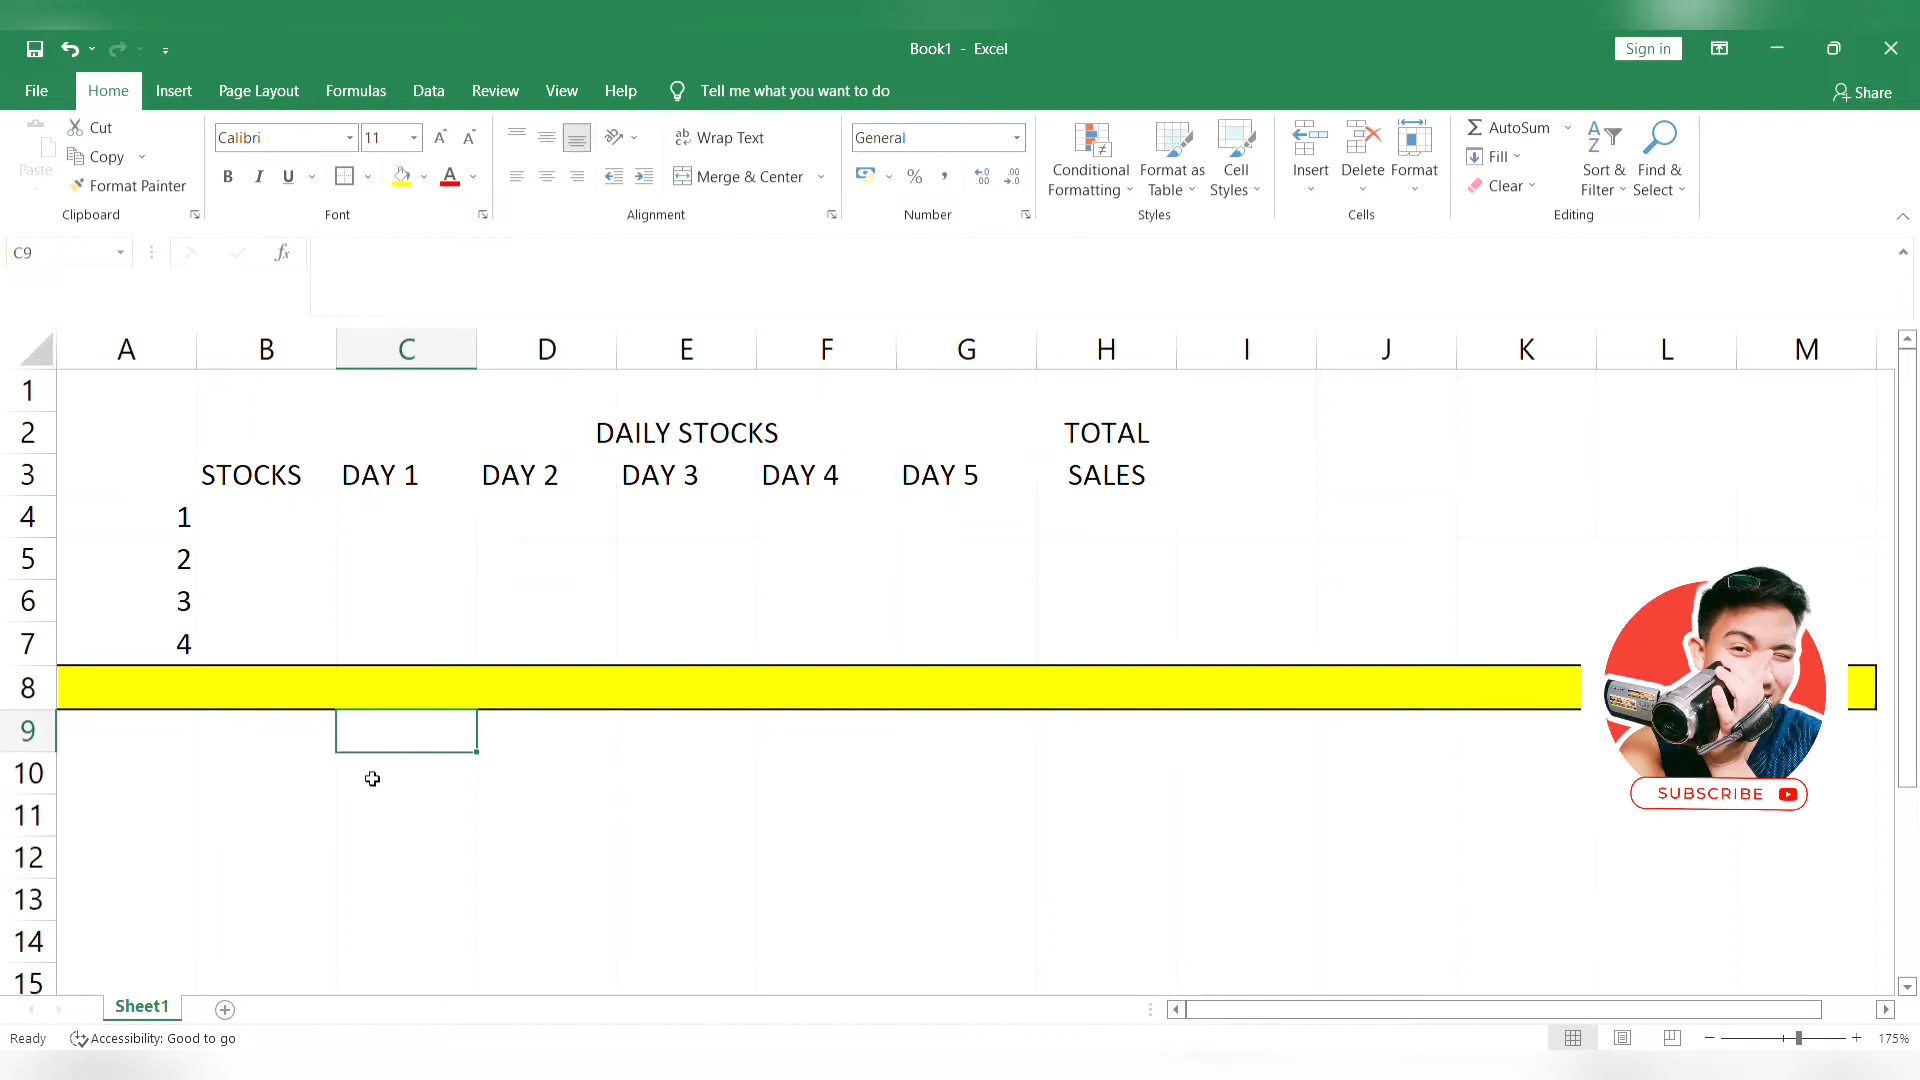 Book1 - Excel
Sign in
File Home Insert Page Layout Formulas Data Review View Help Tell me what you want to do
Share
Paste
Cut
Copy
Format Painter
Clipboard
Calibri 11
B I U A
Font
Wrap Text
Merge & Center
Alignment
General
% ,
Number
Conditional Formatting
Format as Table
Cell Styles
Styles
Insert
Delete
Format
Cells
AutoSum
Fill
Clear
Sort & Filter
Find & Select
Editing
C9 fx
A B C D E F G H I J K L M
1
2 DAILY STOCKS TOTAL
3 STOCKS DAY 1 DAY 2 DAY 3 DAY 4 DAY 5 SALES
4 1
5 2
6 3
7 4
8
9
10
11
12
13
14
15
SUBSCRIBE
Sheet1
Ready Accessibility: Good to go 175%